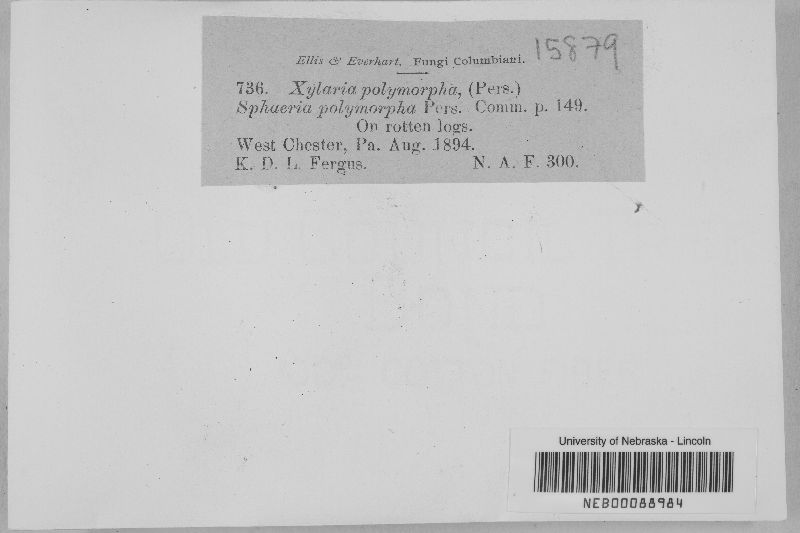 15879
Ellis & Everhart. Fungi Columbiani.
736. Xylaria polymorpha, (Pers.)
Sphaeria polymorpha Pers. Comm. p. 149.
On rotten logs.
West Chester, Pa. Aug. 1894.
K. D. L. Fergus. N. A. F. 300.
University of Nebraska - Lincoln
NEB00088984